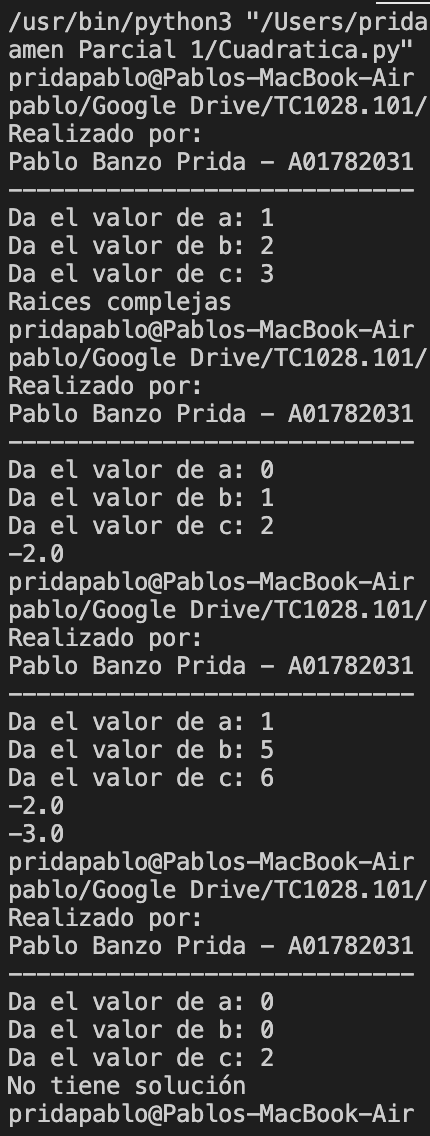 /usr/bin/python3 "/Users/prida
amen Parcial 1/Cuadratica.py"
pridapablo@Pablos-MacBook-Air
pablo/Google Drive/TC1028.101/
Realizado por:
Pablo Banzo Prida - A01782031
-----------------------------
Da el valor de a: 1
Da el valor de b: 2
Da el valor de c: 3
Raices complejas
pridapablo@Pablos-MacBook-Air
pablo/Google Drive/TC1028.101/
Realizado por:
Pablo Banzo Prida - A01782031
-----------------------------
Da el valor de a: 0
Da el valor de b: 1
Da el valor de c: 2
-2.0
pridapablo@Pablos-MacBook-Air
pablo/Google Drive/TC1028.101/
Realizado por:
Pablo Banzo Prida - A01782031
-----------------------------
Da el valor de a: 1
Da el valor de b: 5
Da el valor de c: 6
-2.0
-3.0
pridapablo@Pablos-MacBook-Air
pablo/Google Drive/TC1028.101/
Realizado por:
Pablo Banzo Prida - A01782031
-----------------------------
Da el valor de a: 0
Da el valor de b: 0
Da el valor de c: 2
No tiene solución
pridapablo@Pablos-MacBook-Air